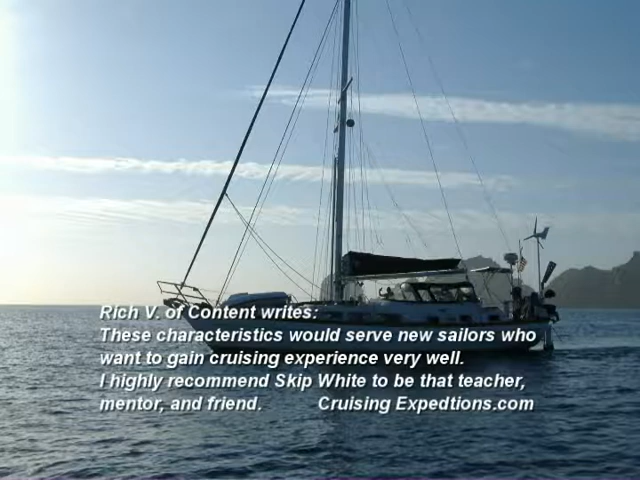 Rich V. of Content writes:
These characteristics would serve new sailors who
want to gain cruising experience very well.
I highly recommend Skip White to be that teacher,
mentor, and friend. Cruising Expedtions.com